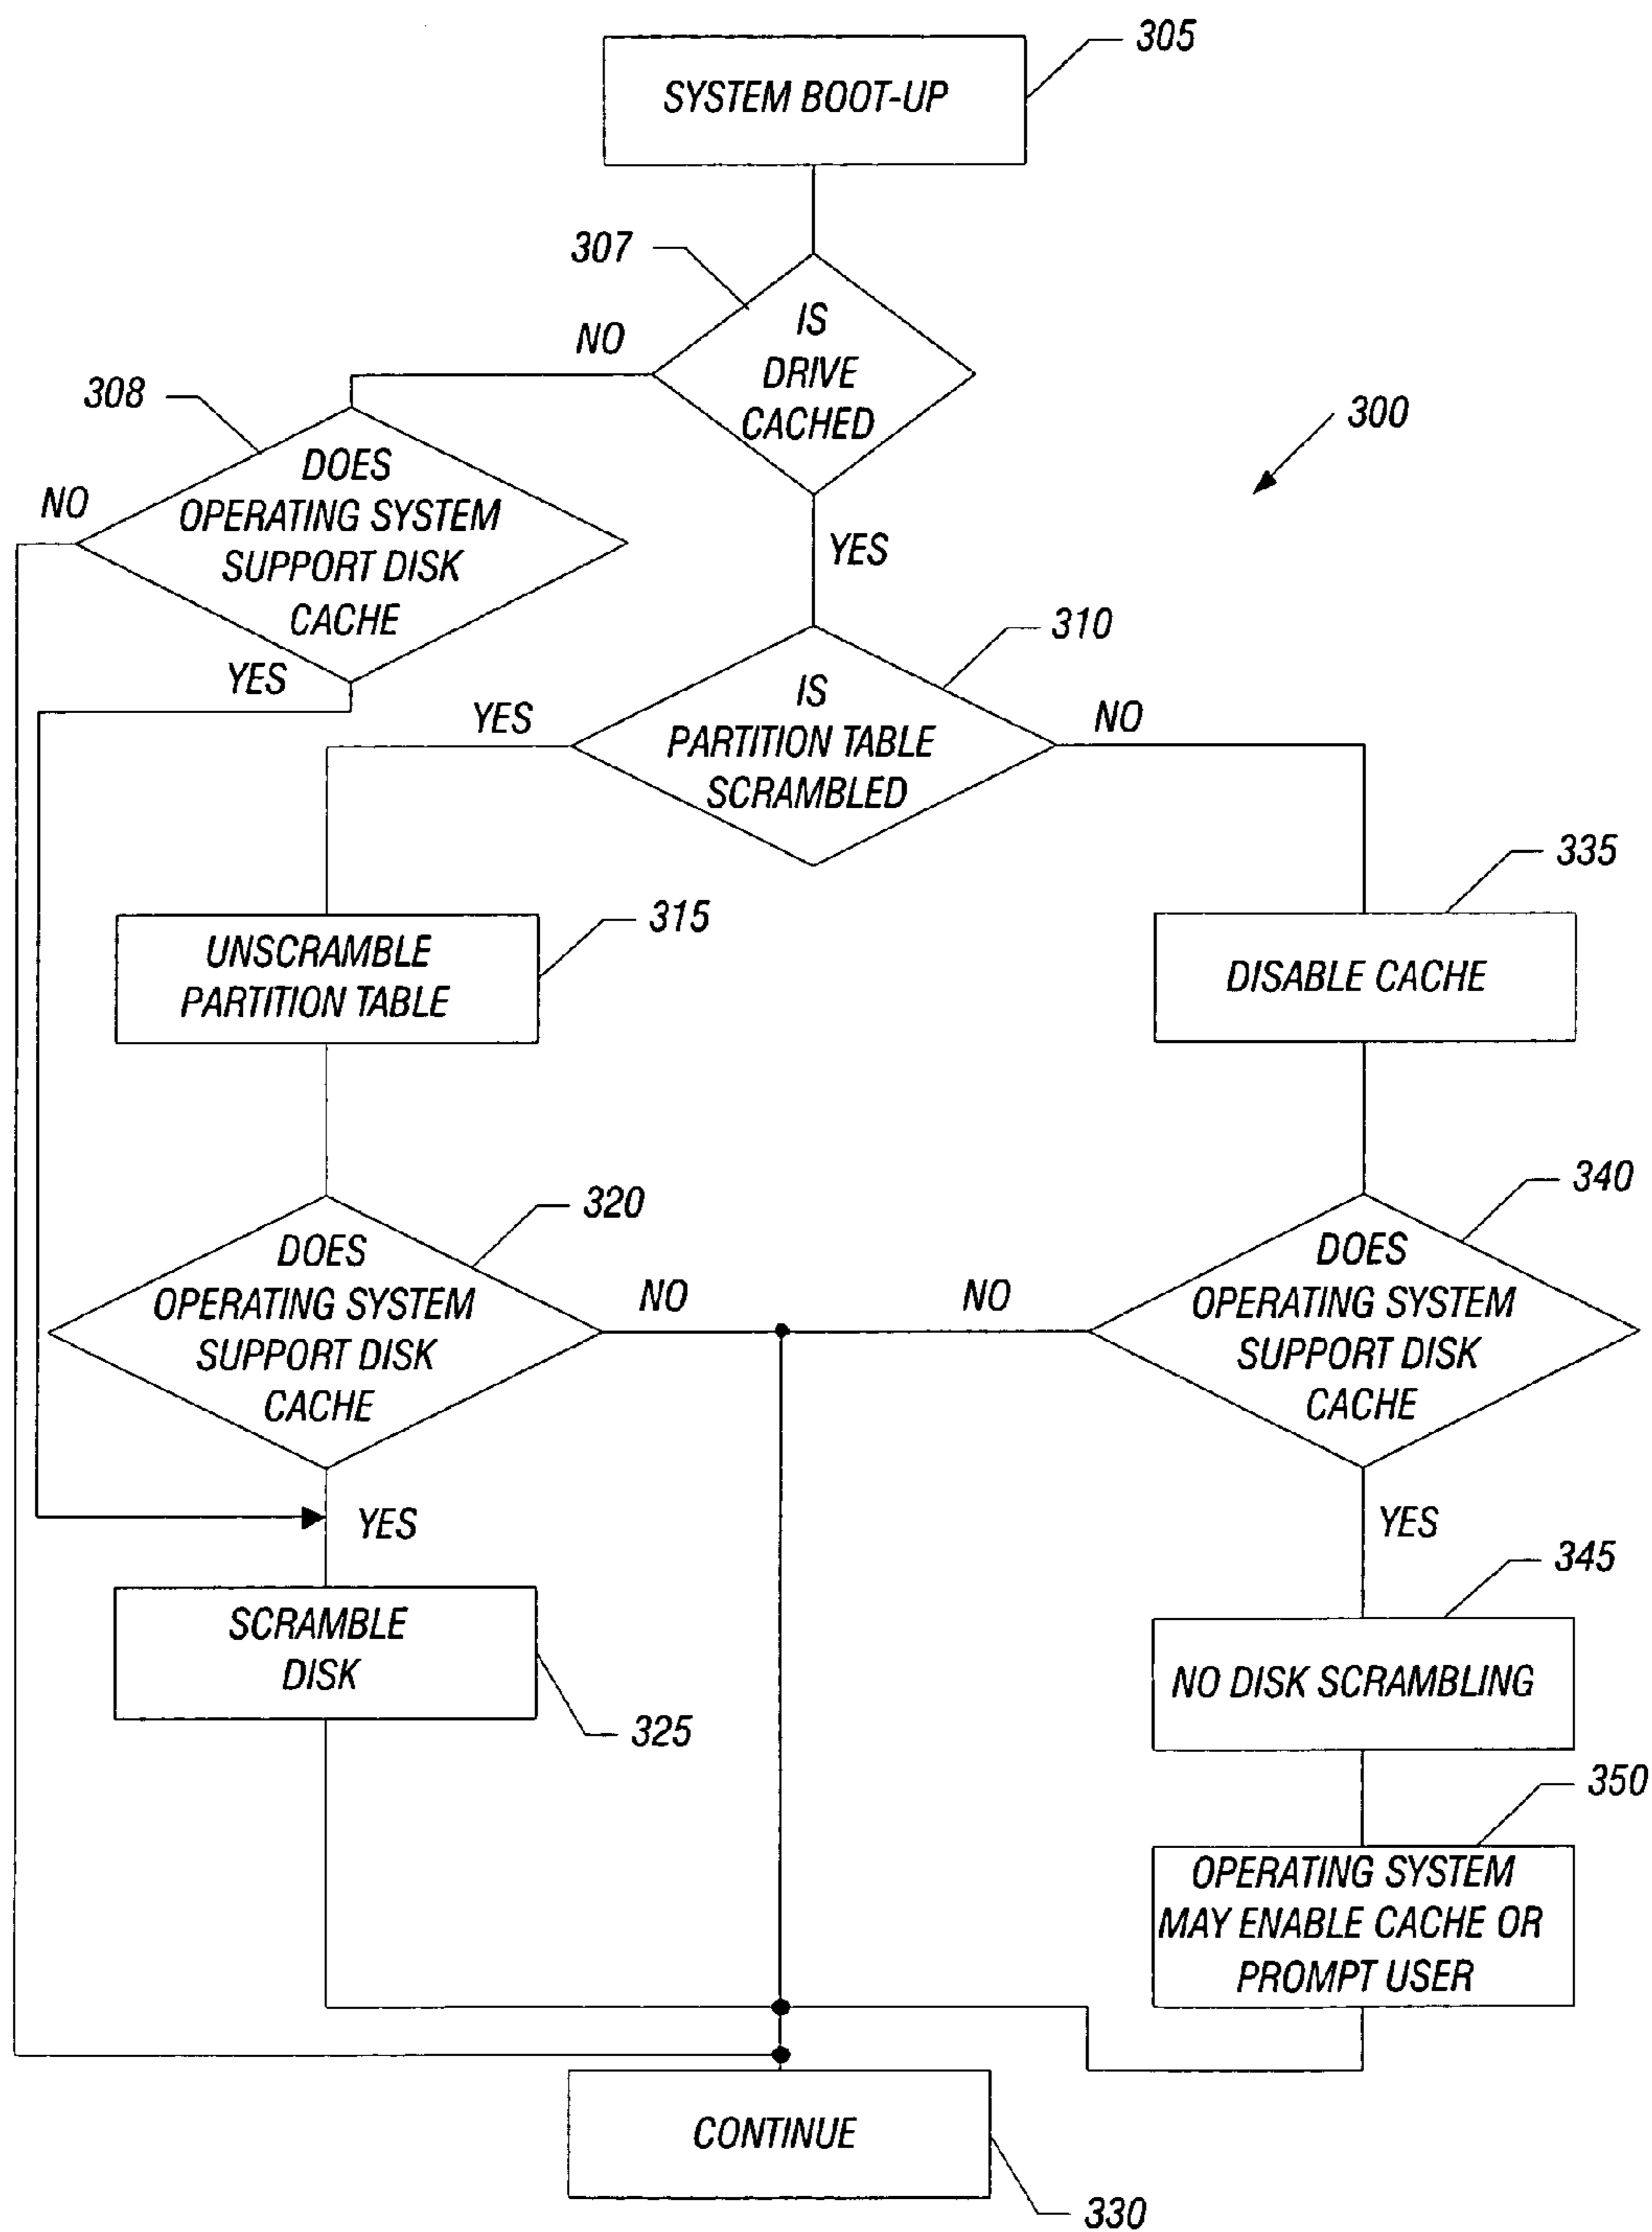 305
SYSTEM BOOT-UP
307
IS
DRIVE
CACHED
NO
308
300
DOES
OPERATING SYSTEM
SUPPORT DISK
CACHE
NO
YES
YES
310
IS
PARTITION TABLE
SCRAMBLED
YES
NO
335
315
UNSCRAMBLE
PARTITION TABLE
DISABLE CACHE
320
DOES
OPERATING SYSTEM
SUPPORT DISK
CACHE
NO
NO
340
DOES
OPERATING SYSTEM
SUPPORT DISK
CACHE
YES
YES
345
SCRAMBLE
DISK
325
NO DISK SCRAMBLING
350
OPERATING SYSTEM
MAY ENABLE CACHE OR
PROMPT USER
CONTINUE
330